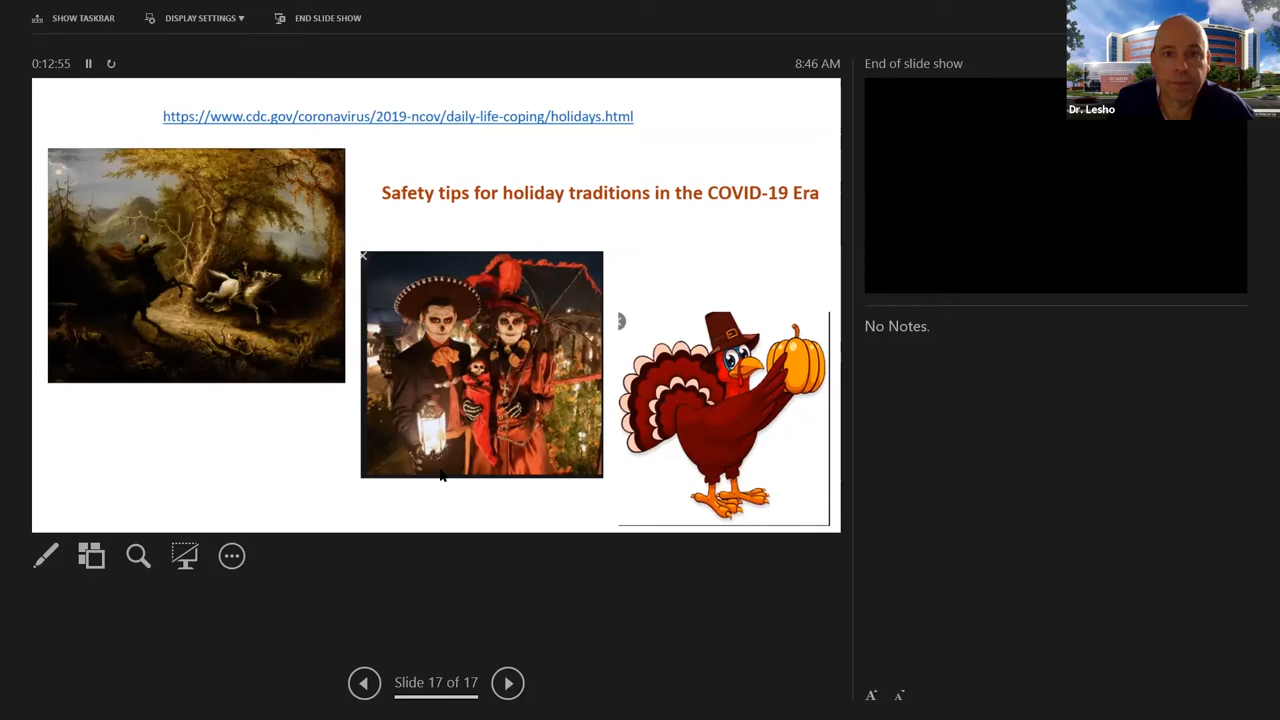 SHOW TASKBAR
DISPLAY SETTINGS ▼
END SLIDE SHOW
0:12:55
8:46 AM
End of slide show
Dr. Lesho
https://www.cdc.gov/coronavirus/2019-ncov/daily-life-coping/holidays.html
Safety tips for holiday traditions in the COVID-19 Era
No Notes.
Slide 17 of 17
A
A